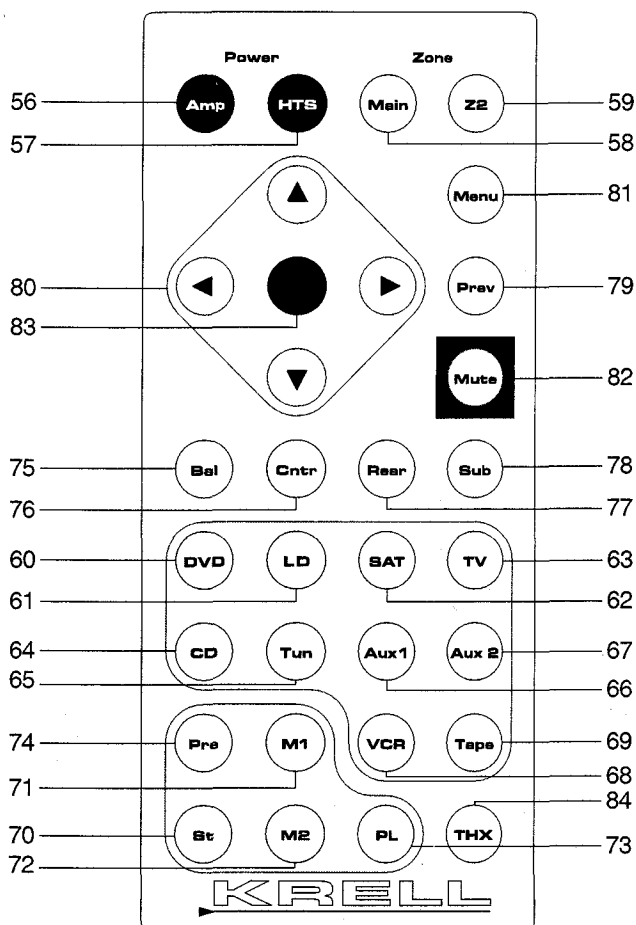 Power Zone
56 Amp HTS Main Z2 59
57 58
Menu 81
80 Prev 79
83
Mute 82
75 Bal Cntr Rear Sub 78
76 77
60 DVD LD SAT TV 63
61 62
64 CD Tun Aux1 Aux 2 67
65 66
74 Pre M1 VCR Tape 69
71 68
84
70 St M2 PL THX
72 73
KRELL